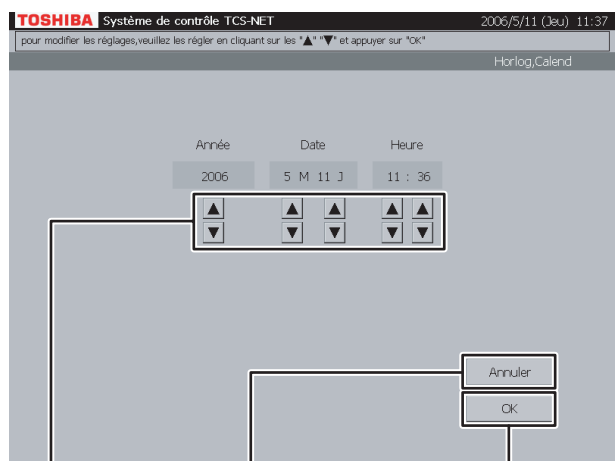 TOSHIBA Système de contrôle TCS-NET 2006/5/11 (Jeu) 11:37
pour modifier les réglages,veuillez les régler en cliquant sur les "▲" "▼" et appuyer sur "OK"
Horlog,Calend
Année Date Heure
2006 5 M 11 J 11 : 36
▲ ▲ ▲ ▲ ▲
▼ ▼ ▼ ▼ ▼
Annuler
OK